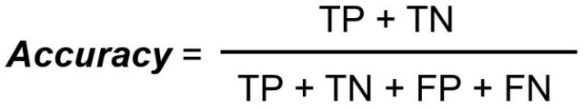 TP + TN
Accuracy =
TP + TN + FP + FN